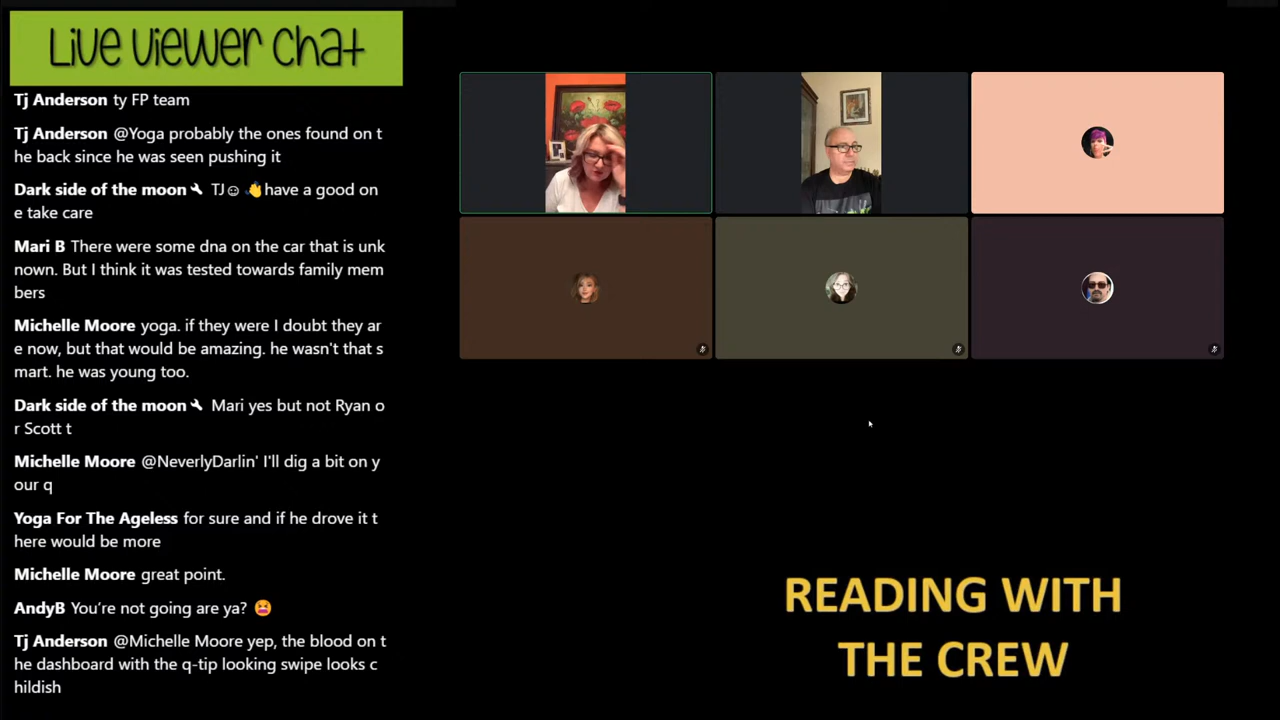 Live Viewer Chat
Tj Anderson ty FP team
Tj Anderson @Yoga probably the ones found on t
he back since he was seen pushing it
Dark side of the moon TJ☺ 👋 have a good on
e take care
Mari B There were some dna on the car that is unk
nown. But I think it was tested towards family mem
bers
Michelle Moore yoga. if they were I doubt they ar
e now, but that would be amazing. he wasn't that s
mart. he was young too.
Dark side of the moon Mari yes but not Ryan o
r Scott t
Michelle Moore @NeverlyDarlin' I'll dig a bit on y
our q
Yoga For The Ageless for sure and if he drove it t
here would be more
Michelle Moore great point.
AndyB You're not going are ya? 😫
Tj Anderson @Michelle Moore yep, the blood on t
he dashboard with the q-tip looking swipe looks c
hildish
READING WITH
THE CREW